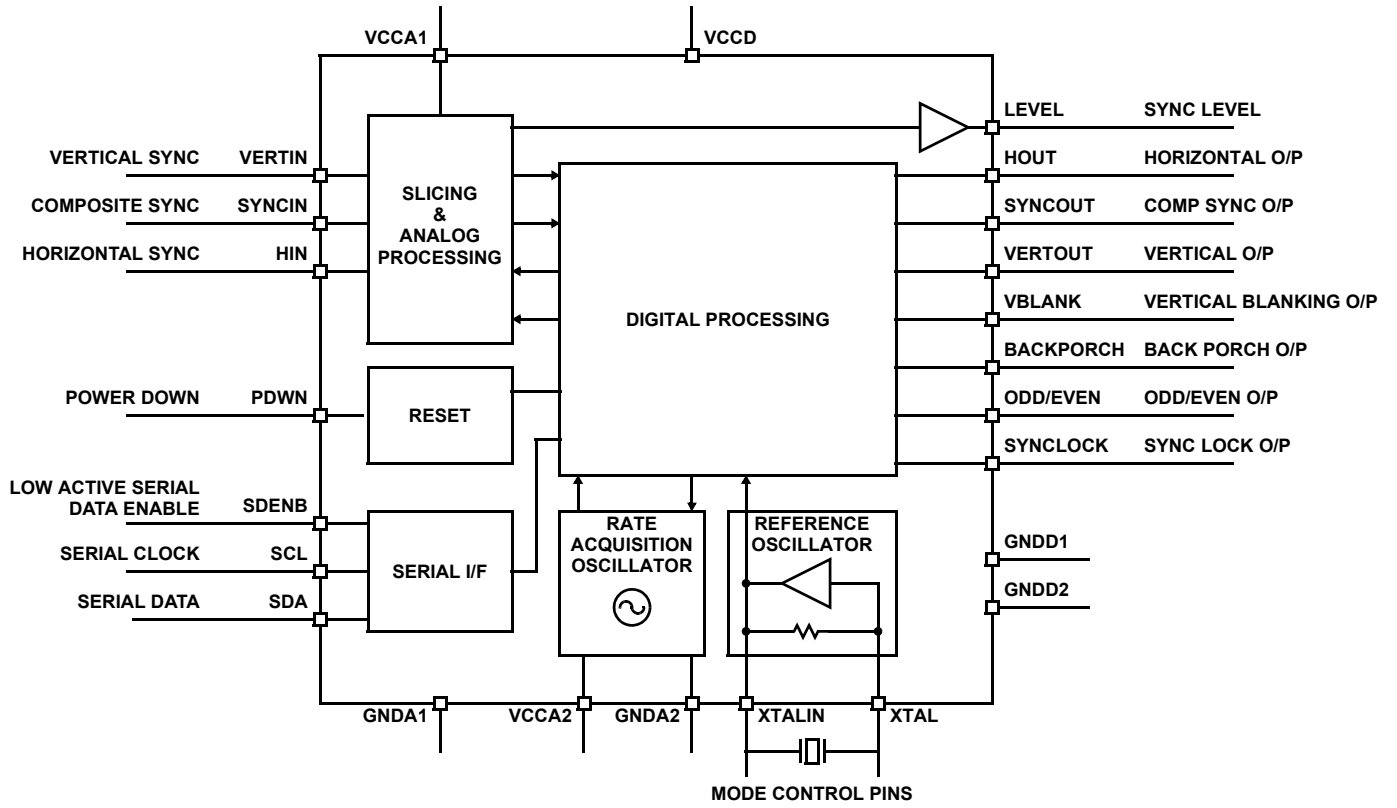 VCCA1
VCCD
VERTICAL SYNC VERTIN
COMPOSITE SYNC SYNCIN
HORIZONTAL SYNC HIN
POWER DOWN PDWN
LOW ACTIVE SERIAL
DATA ENABLE SDENB
SERIAL CLOCK SCL
SERIAL DATA SDA
SLICING
&
ANALOG
PROCESSING
RESET
SERIAL I/F
DIGITAL PROCESSING
RATE
ACQUISITION
OSCILLATOR
REFERENCE
OSCILLATOR
LEVEL SYNC LEVEL
HOUT HORIZONTAL O/P
SYNCOUT COMP SYNC O/P
VERTOUT VERTICAL O/P
VBLANK VERTICAL BLANKING O/P
BACKPORCH BACK PORCH O/P
ODD/EVEN ODD/EVEN O/P
SYNCLOCK SYNC LOCK O/P
GNDD1
GNDD2
GNDA1
VCCA2
GNDA2
XTALIN
XTAL
MODE CONTROL PINS